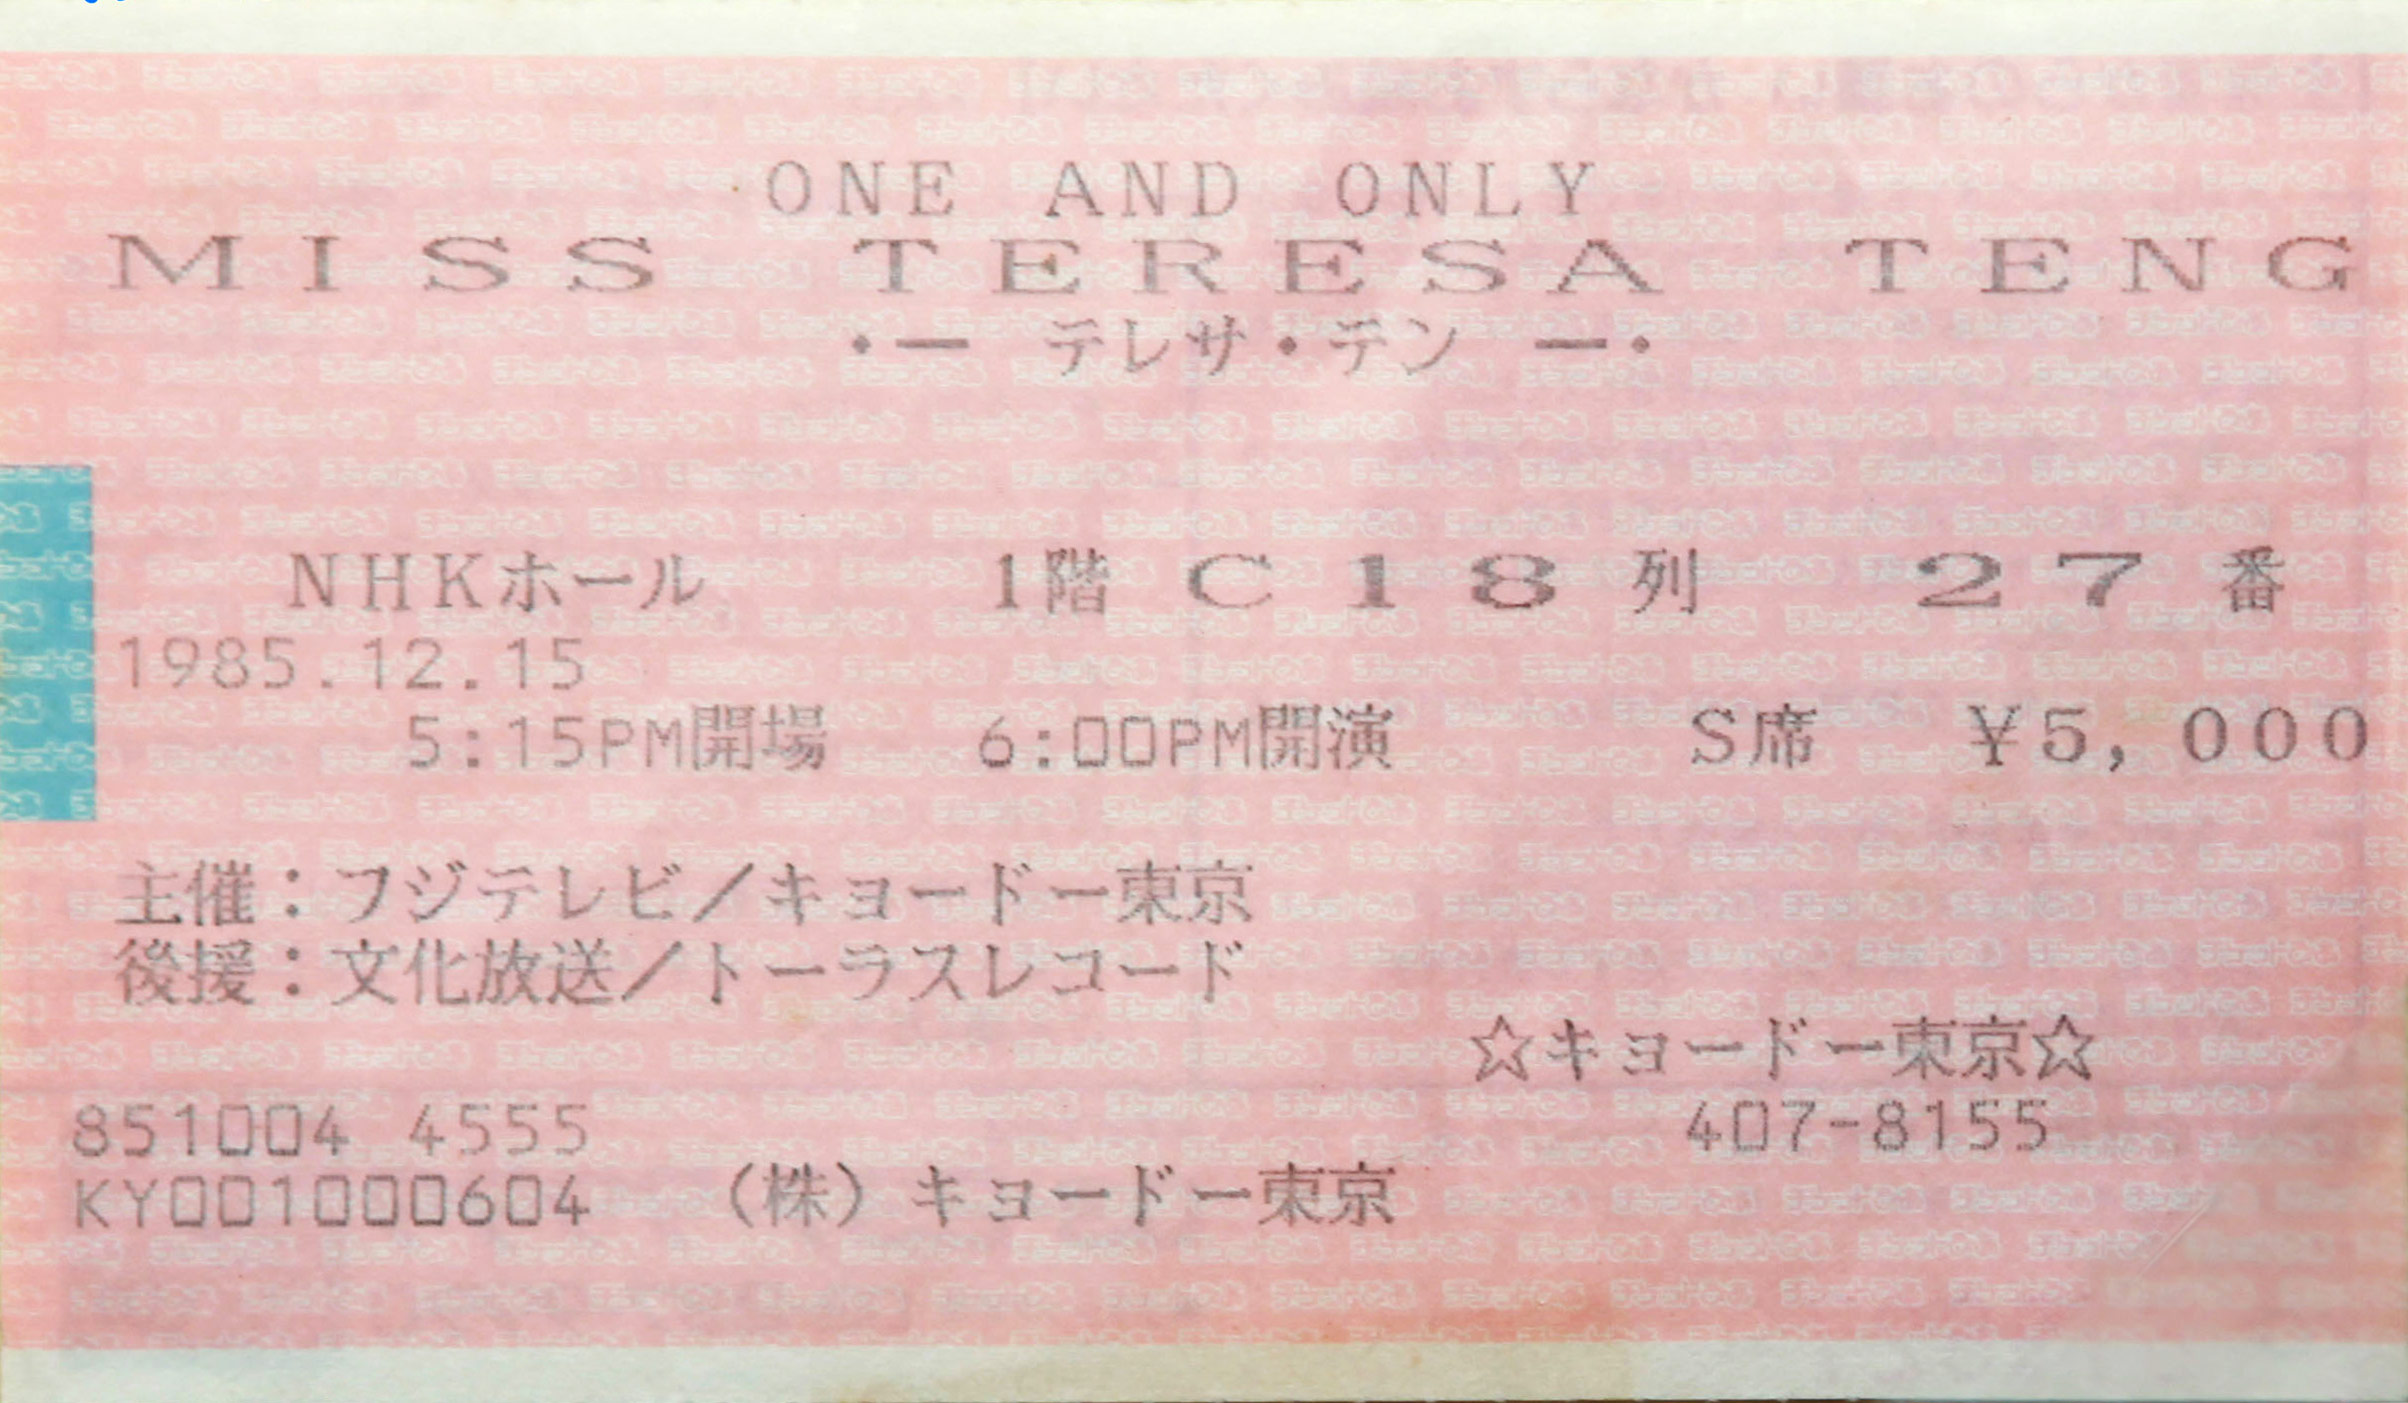 ONE AND ONLY
MISS TERESA TENG
・ー テレサ・テン ー・
NHKホール 1階 C18列 27番
1985.12.15
5:15PM開場 6:00PM開演 S席 ¥5,000
主催：フジテレビ／キョードー東京
後援：文化放送／トーラスレコード
☆キョードー東京☆
851004 4555 407-8155
KY001000604 （株）キョードー東京